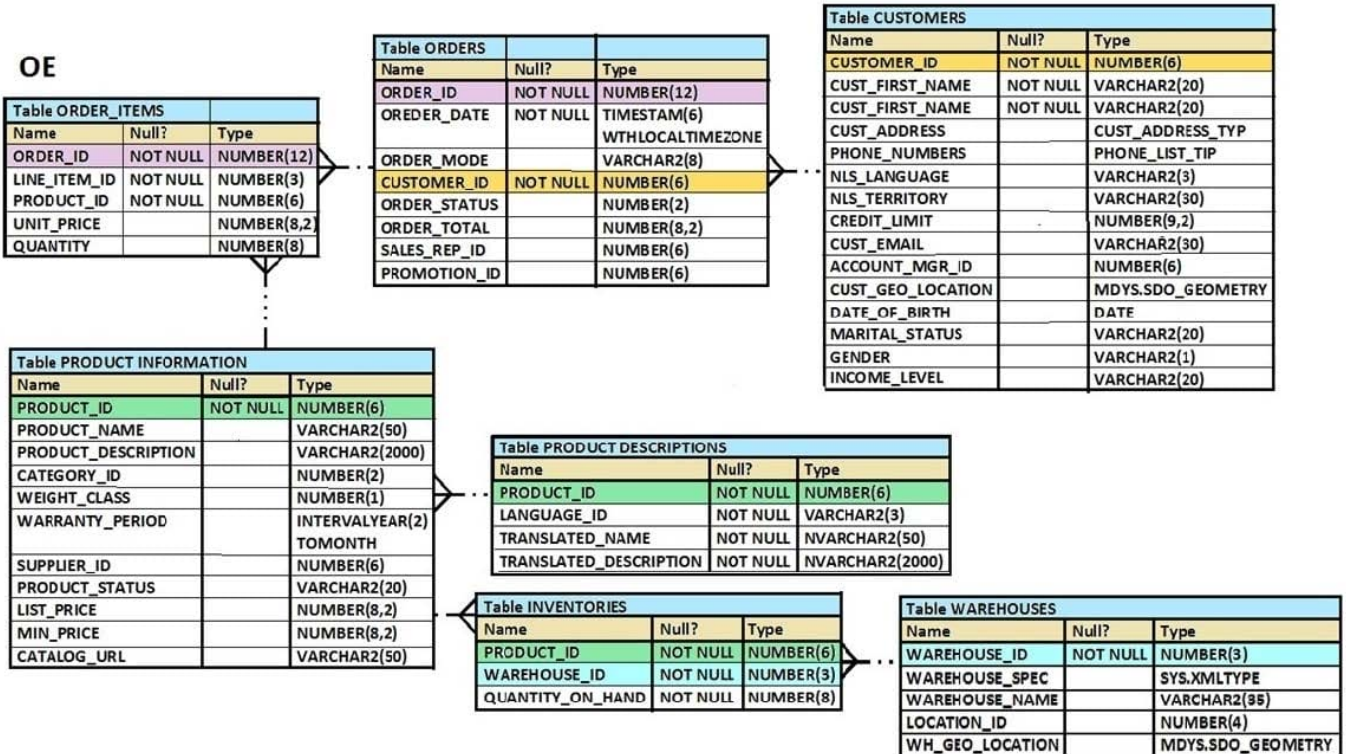 OE
Table ORDER_ITEMS
Name Null? Type
ORDER_ID NOT NULL NUMBER(12)
LINE_ITEM_ID NOT NULL NUMBER(3)
PRODUCT_ID NOT NULL NUMBER(6)
UNIT_PRICE NUMBER(8,2)
QUANTITY NUMBER(8)
Table ORDERS
Name Null? Type
ORDER_ID NOT NULL NUMBER(12)
OREDER_DATE NOT NULL TIMESTAM(6)
WTHLOCALTIMEZONE
ORDER_MODE VARCHAR2(8)
CUSTOMER_ID NOT NULL NUMBER(6)
ORDER_STATUS NUMBER(2)
ORDER_TOTAL NUMBER(8,2)
SALES_REP_ID NUMBER(6)
PROMOTION_ID NUMBER(6)
Table CUSTOMERS
Name Null? Type
CUSTOMER_ID NOT NULL NUMBER(6)
CUST_FIRST_NAME NOT NULL VARCHAR2(20)
CUST_FIRST_NAME NOT NULL VARCHAR2(20)
CUST_ADDRESS CUST_ADDRESS_TYP
PHONE_NUMBERS PHONE_LIST_TIP
NLS_LANGUAGE VARCHAR2(3)
NLS_TERRITORY VARCHAR2(30)
CREDIT_LIMIT NUMBER(9,2)
CUST_EMAIL VARCHAR2(30)
ACCOUNT_MGR_ID NUMBER(6)
CUST_GEO_LOCATION MDYS.SDO_GEOMETRY
DATE_OF_BIRTH DATE
MARITAL_STATUS VARCHAR2(20)
GENDER VARCHAR2(1)
INCOME_LEVEL VARCHAR2(20)
Table PRODUCT INFORMATION
Name Null? Type
PRODUCT_ID NOT NULL NUMBER(6)
PRODUCT_NAME VARCHAR2(50)
PRODUCT_DESCRIPTION VARCHAR2(2000)
CATEGORY_ID NUMBER(2)
WEIGHT_CLASS NUMBER(1)
WARRANTY_PERIOD INTERVALYEAR(2)
TOMONTH
SUPPLIER_ID NUMBER(6)
PRODUCT_STATUS VARCHAR2(20)
LIST_PRICE NUMBER(8,2)
MIN_PRICE NUMBER(8,2)
CATALOG_URL VARCHAR2(50)
Table PRODUCT DESCRIPTIONS
Name Null? Type
PRODUCT_ID NOT NULL NUMBER(6)
LANGUAGE_ID NOT NULL VARCHAR2(3)
TRANSLATED_NAME NOT NULL NVARCHAR2(50)
TRANSLATED_DESCRIPTION NOT NULL NVARCHAR2(2000)
Table INVENTORIES
Name Null? Type
PRODUCT_ID NOT NULL NUMBER(6)
WAREHOUSE_ID NOT NULL NUMBER(3)
QUANTITY_ON_HAND NOT NULL NUMBER(8)
Table WAREHOUSES
Name Null? Type
WAREHOUSE_ID NOT NULL NUMBER(3)
WAREHOUSE_SPEC SYS.XMLTYPE
WAREHOUSE_NAME VARCHAR2(35)
LOCATION_ID NUMBER(4)
WH_GEO_LOCATION MDYS.SDO_GEOMETRY